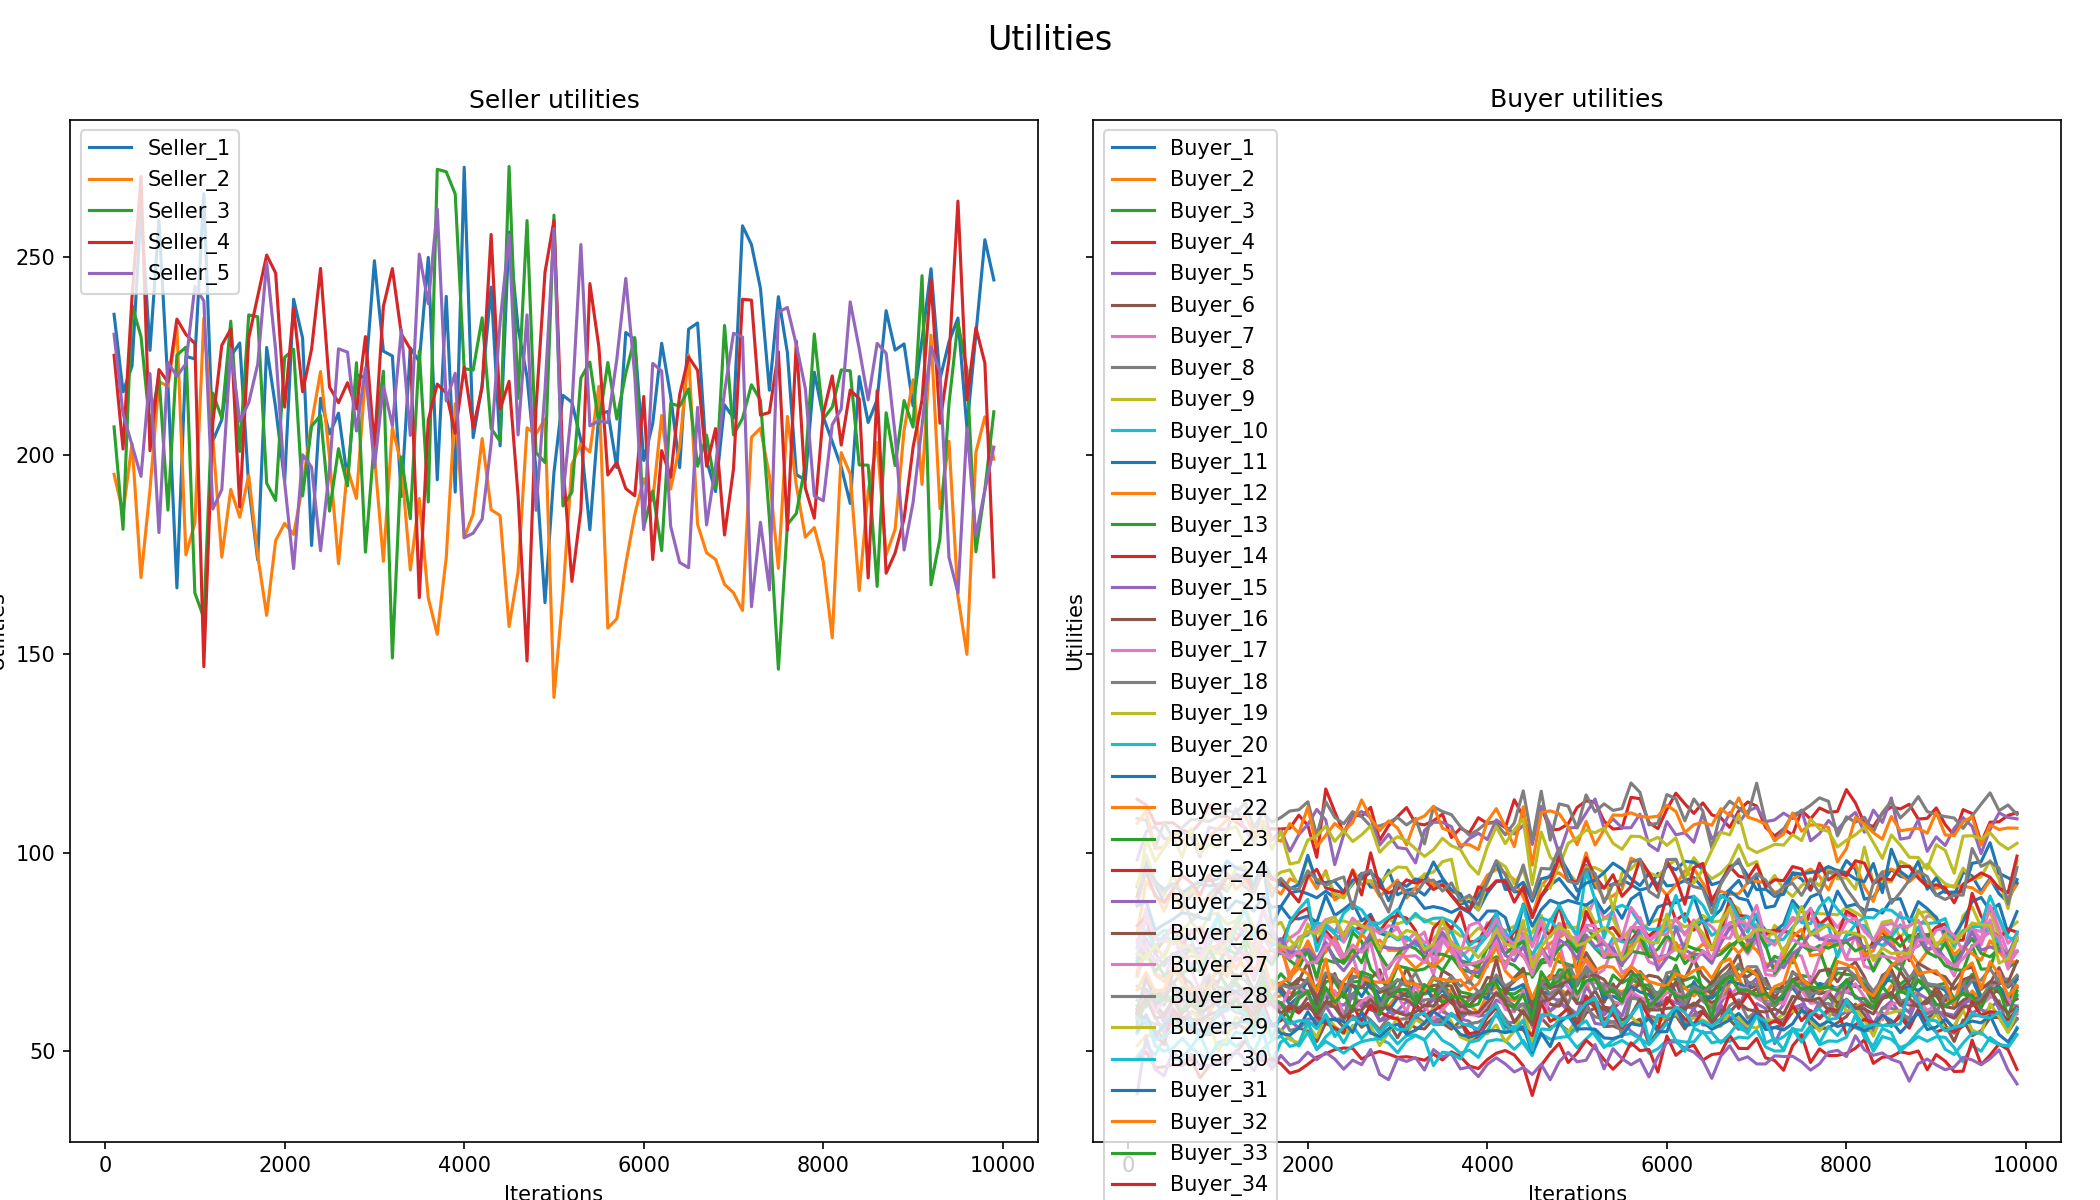 Utilities
Seller utilities
Seller_1
Seller_2
Seller_3
Seller_4
Seller_5
250
200
150
100
50
0
2000
4000
6000
8000
10000
Iterations
Buyer utilities
Utilities
Buyer_1
Buyer_2
Buyer_3
Buyer_4
Buyer_5
Buyer_6
Buyer_7
Buyer_8
Buyer_9
Buyer_10
Buyer_11
Buyer_12
Buyer_13
Buyer_14
Buyer_15
Buyer_16
Buyer_17
Buyer_18
Buyer_19
Buyer_20
Buyer_21
Buyer_22
Buyer_23
Buyer_24
Buyer_25
Buyer_26
Buyer_27
Buyer_28
Buyer_29
Buyer_30
Buyer_31
Buyer_32
Buyer_33
Buyer_34
0
2000
4000
6000
8000
10000
Iterations